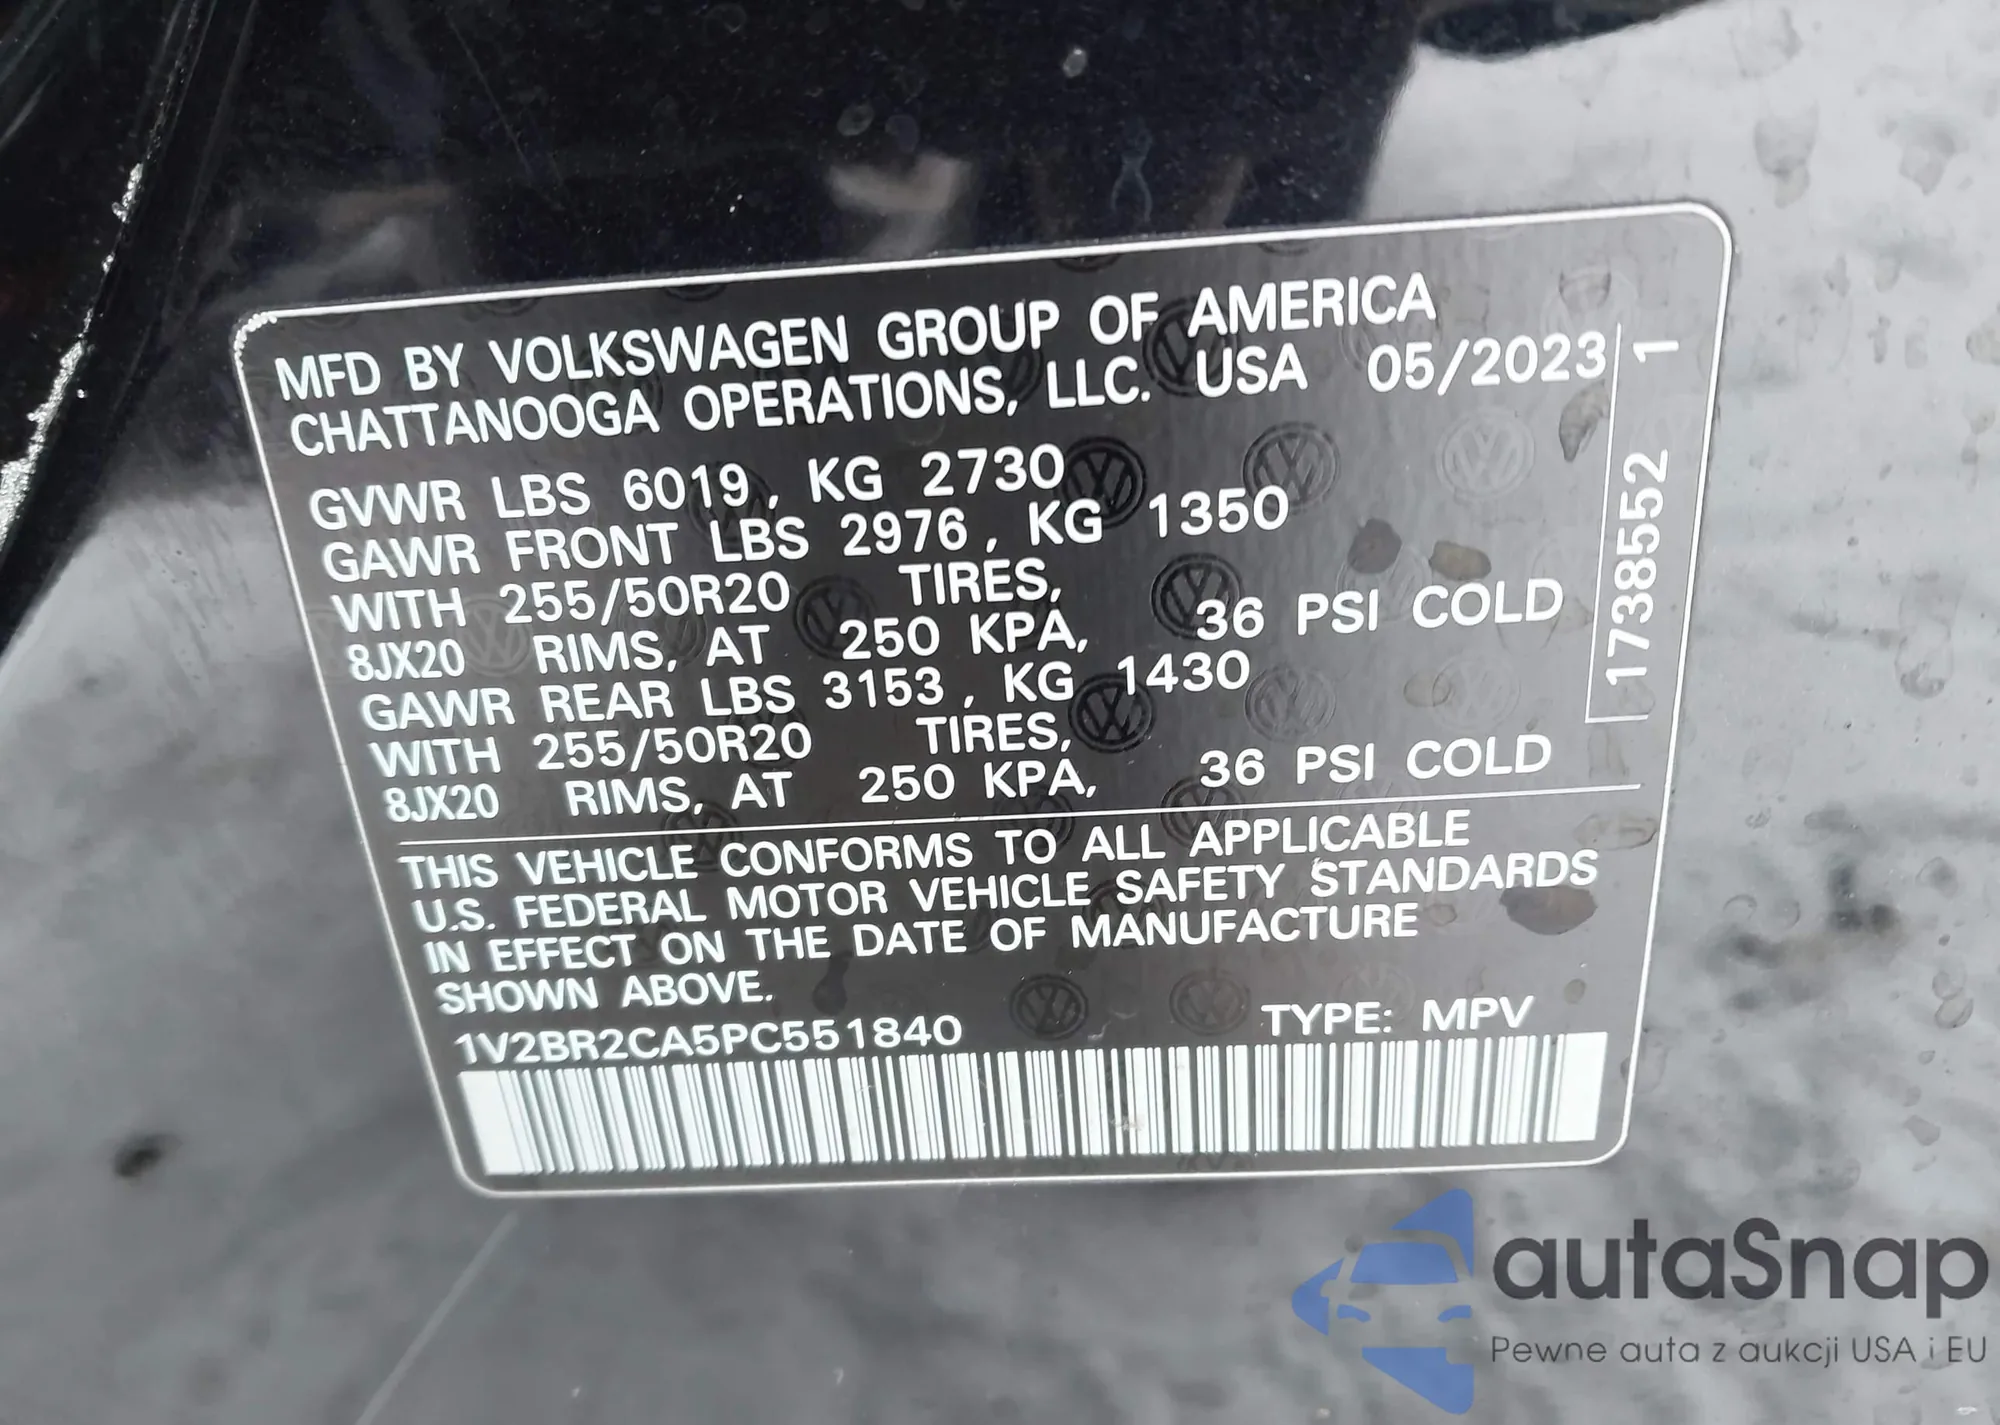 MFD BY VOLKSWAGEN GROUP OF AMERICA
CHATTANOOGA OPERATIONS, LLC. USA 05/2023
GVWR LBS 6019, KG 2730
GAWR FRONT LBS 2976, KG 1350
WITH 255/50R20 TIRES,
8JX20 RIMS, AT 250 KPA, 36 PSI COLD
GAWR REAR LBS 3153, KG 1430
WITH 255/50R20 TIRES,
8JX20 RIMS, AT 250 KPA, 36 PSI COLD
1738552 1
THIS VEHICLE CONFORMS TO ALL APPLICABLE
U.S. FEDERAL MOTOR VEHICLE SAFETY STANDARDS
IN EFFECT ON THE DATE OF MANUFACTURE
SHOWN ABOVE.
1V2BR2CA5PC551840 TYPE: MPV
autaSnap
Pewne auta z aukcji USA i EU